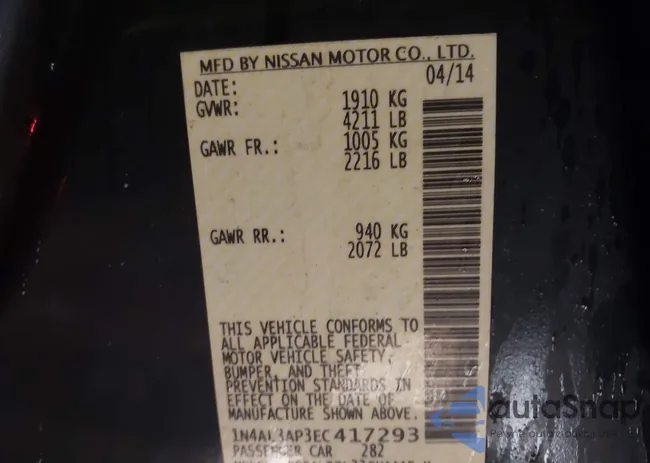 MFD BY NISSAN MOTOR CO., LTD.
DATE: 04/14
GVWR: 1910 KG
4211 LB
GAWR FR.: 1005 KG
2216 LB
GAWR RR.: 940 KG
2072 LB
THIS VEHICLE CONFORMS TO
ALL APPLICABLE FEDERAL
MOTOR VEHICLE SAFETY,
BUMPER, AND THEFT
PREVENTION STANDARDS IN
EFFECT ON THE DATE OF
MANUFACTURE SHOWN ABOVE.
1N4AL3AP3EC417293
PASSENGER CAR 282
autaSnap